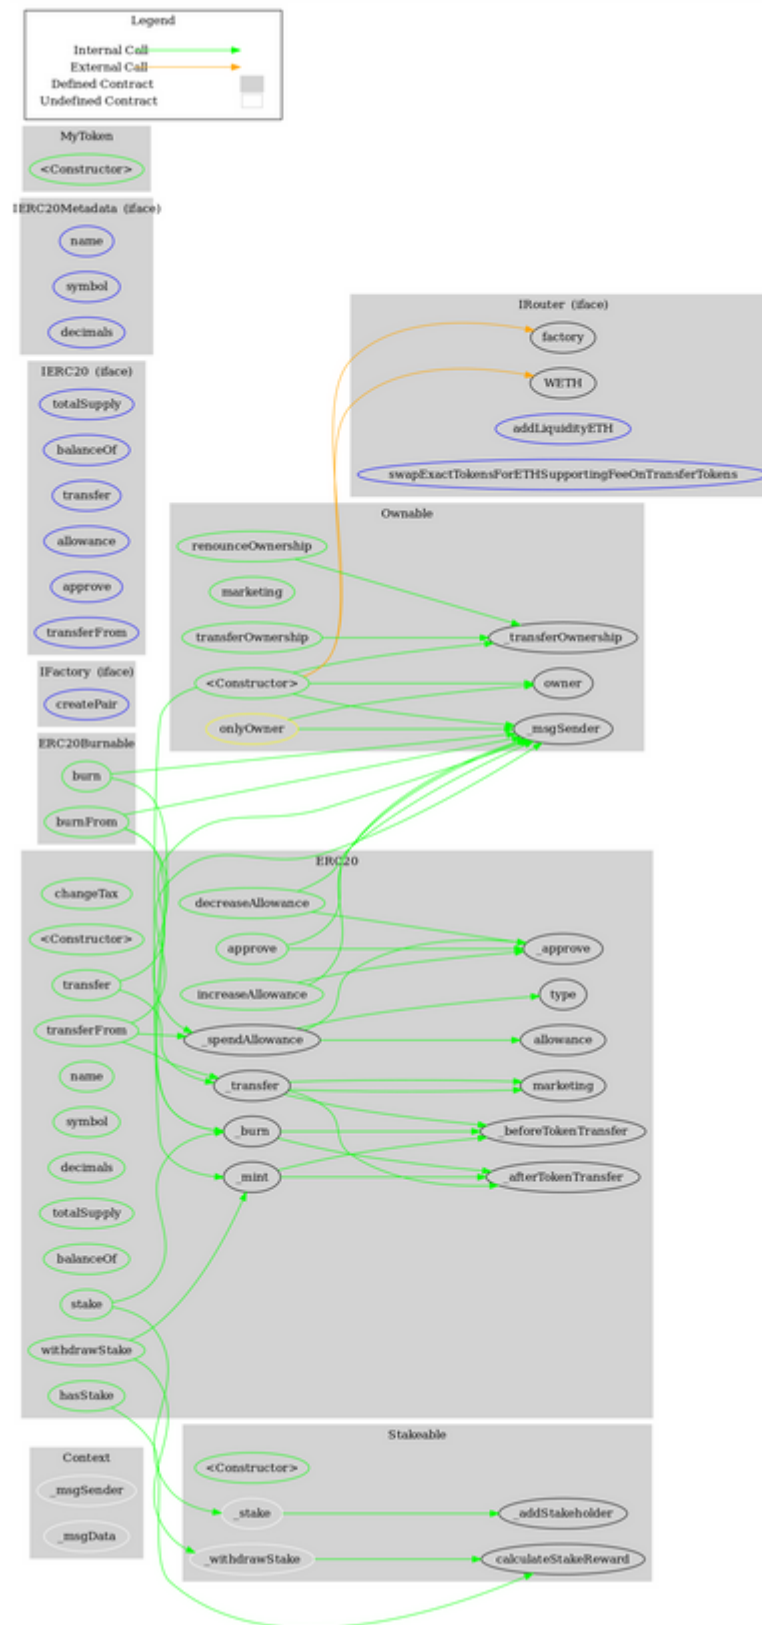 Legend
Internal Call
External Call
Defined Contract
Undefined Contract
MyToken
<Constructor>
IERC20Metadata (iface)
name
symbol
decimals
IERC20 (iface)
totalSupply
balanceOf
transfer
allowance
approve
transferFrom
IFactory (iface)
createPair
ERC20Burnable
burn
burnFrom
IRouter (iface)
factory
WETH
addLiquidityETH
swapExactTokensForETHSupportingFeeOnTransferTokens
Ownable
renounceOwnership
marketing
transferOwnership
<Constructor>
onlyOwner
_transferOwnership
owner
_msgSender
ERC20
changeTax
<Constructor>
transfer
transferFrom
name
symbol
decimals
totalSupply
balanceOf
stake
withdrawStake
hasStake
decreaseAllowance
approve
increaseAllowance
_spendAllowance
_transfer
_burn
_mint
_approve
type
allowance
marketing
_beforeTokenTransfer
_afterTokenTransfer
Context
_msgSender
_msgData
Stakeable
<Constructor>
_stake
_withdrawStake
_addStakeholder
calculateStakeReward